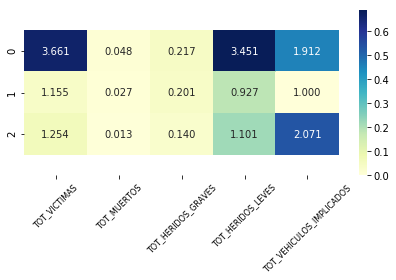 0 3.661 0.048 0.217 3.451 1.912
1 1.155 0.027 0.201 0.927 1.000
2 1.254 0.013 0.140 1.101 2.071
TOT_VICTIMAS TOT_MUERTOS TOT_HERIDOS_GRAVES TOT_HERIDOS_LEVES TOT_VEHICULOS_IMPLICADOS
0.6
0.5
0.4
0.3
0.2
0.1
0.0